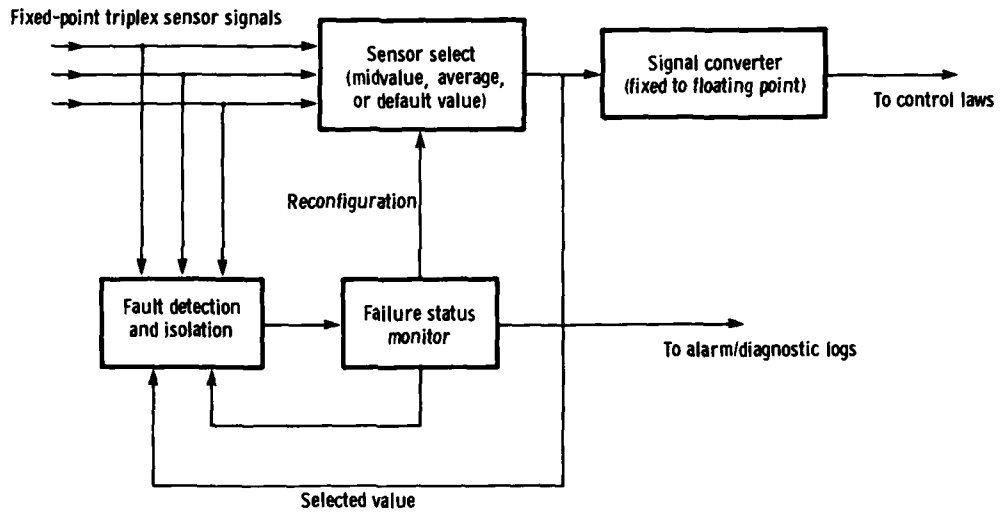 Fixed-point triplex sensor signals
Sensor select
(midvalue, average,
or default value)
Signal converter
(fixed to floating point)
To control laws
Reconfiguration
Fault detection
and isolation
Failure status
monitor
To alarm/diagnostic logs
Selected value